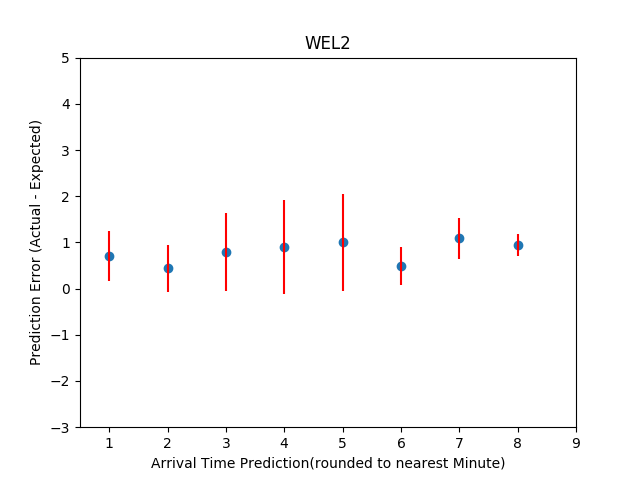 WEL2
5
4
3
2
1
0
−1
−2
−3
Prediction Error (Actual - Expected)
1 2 3 4 5 6 7 8 9
Arrival Time Prediction(rounded to nearest Minute)